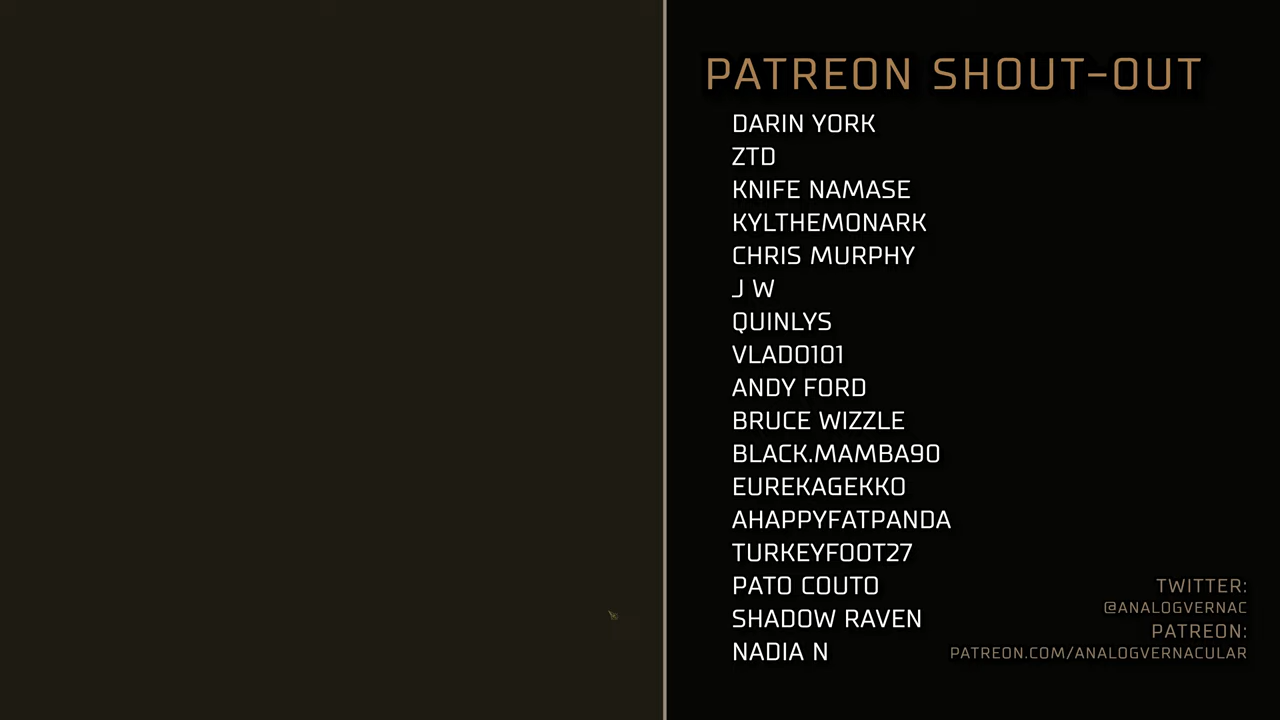 PATREON SHOUT-OUT
DARIN YORK
ZTD
KNIFE NAMASE
KYLTHEMONARK
CHRIS MURPHY
J W
QUINLYS
VLADO101
ANDY FORD
BRUCE WIZZLE
BLACK.MAMBA90
EUREKAGEKKO
AHAPPYFATPANDA
TURKEYFOOT27
PATO COUTO
SHADOW RAVEN
NADIA N
TWITTER:
@ANALOGVERNAC
PATREON:
PATREON.COM/ANALOGVERNACULAR